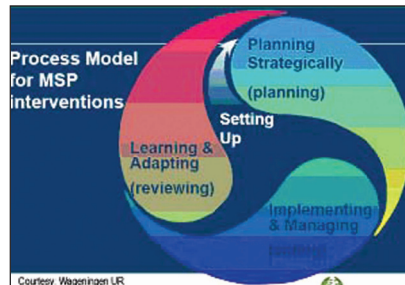 Process Model
for MSP
interventions
Planning
Strategically
(planning)
Setting
Up
Learning &
Adapting
(reviewing)
Implementing
& Managing
Courtesy: Wageningen UR